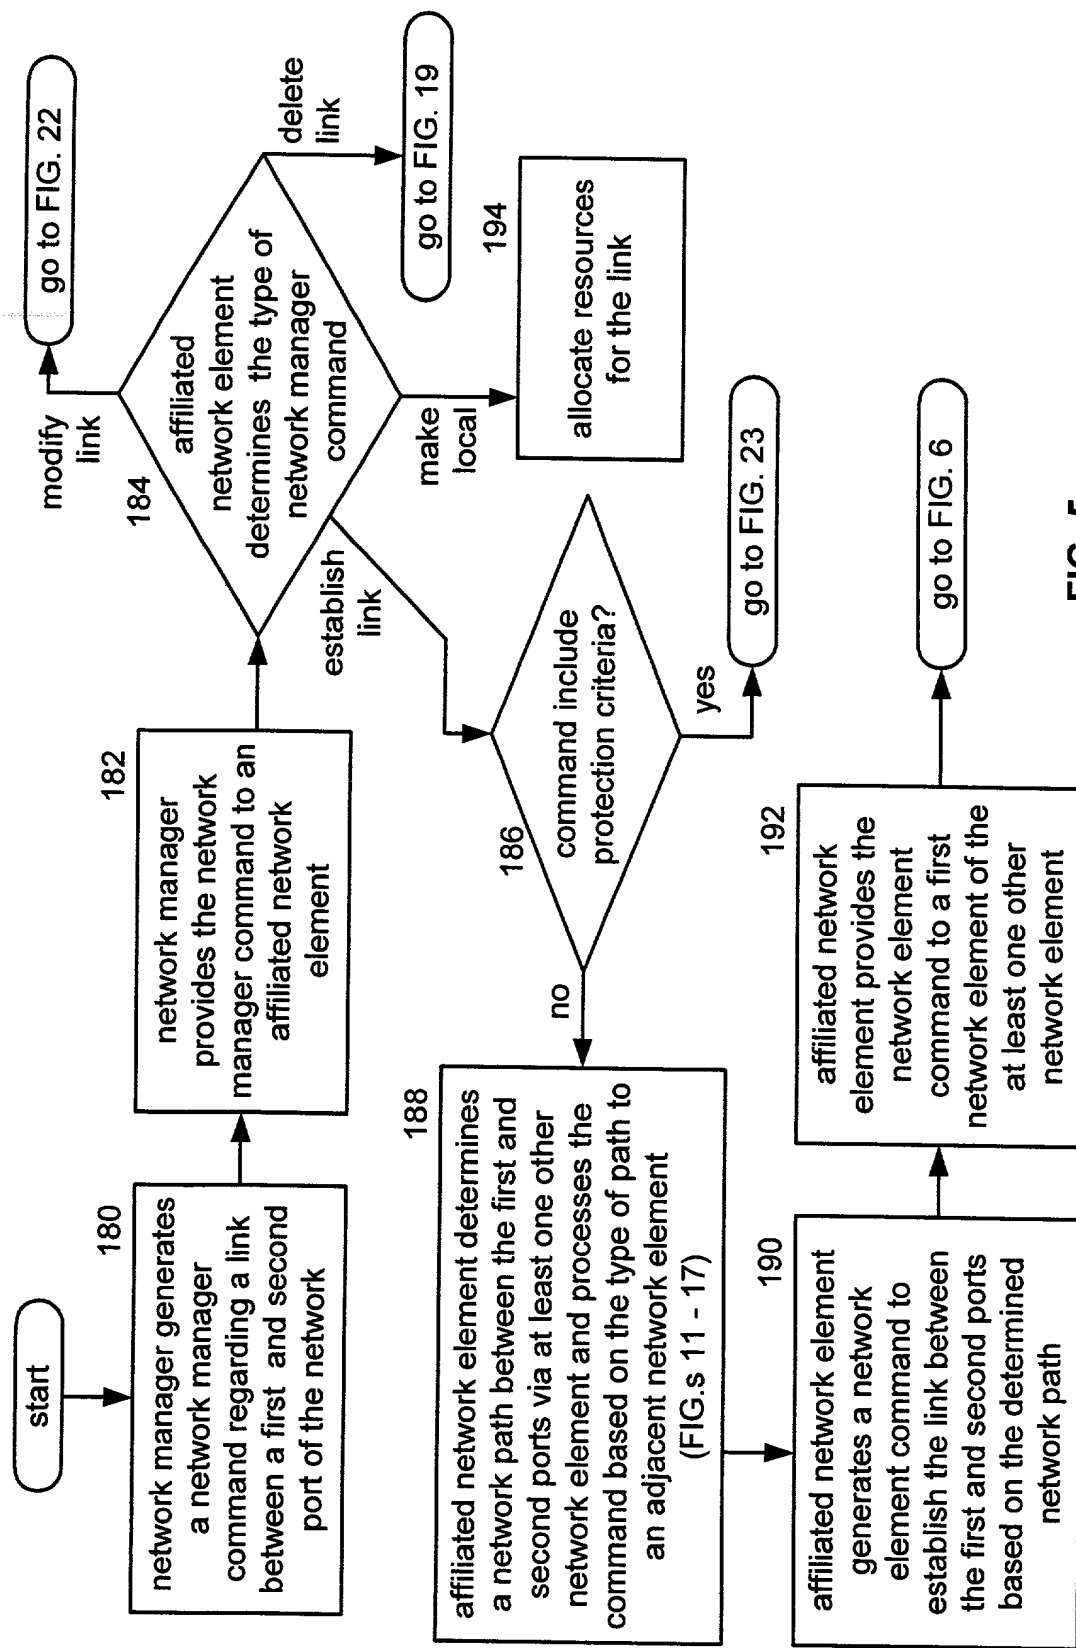 start
180
network manager generates
a network manager
command regarding a link
between a first and second
port of the network
182
network manager
provides the network
manager command to an
affiliated network
element
184
affiliated
network element
determines the type of
network manager
command
modify
link
go to FIG. 22
delete
link
go to FIG. 19
make
local
194
allocate resources
for the link
establish
link
186
command include
protection criteria?
yes
go to FIG. 23
no
188
affiliated network element determines
a network path between the first and
second ports via at least one other
network element and processes the
command based on the type of path to
an adjacent network element
(FIG.s 11 - 17)
190
affiliated network element
generates a network
element command to
establish the link between
the first and second ports
based on the determined
network path
192
affiliated network
element provides the
network element
command to a first
network element of the
at least one other
network element
go to FIG. 6
FIG.